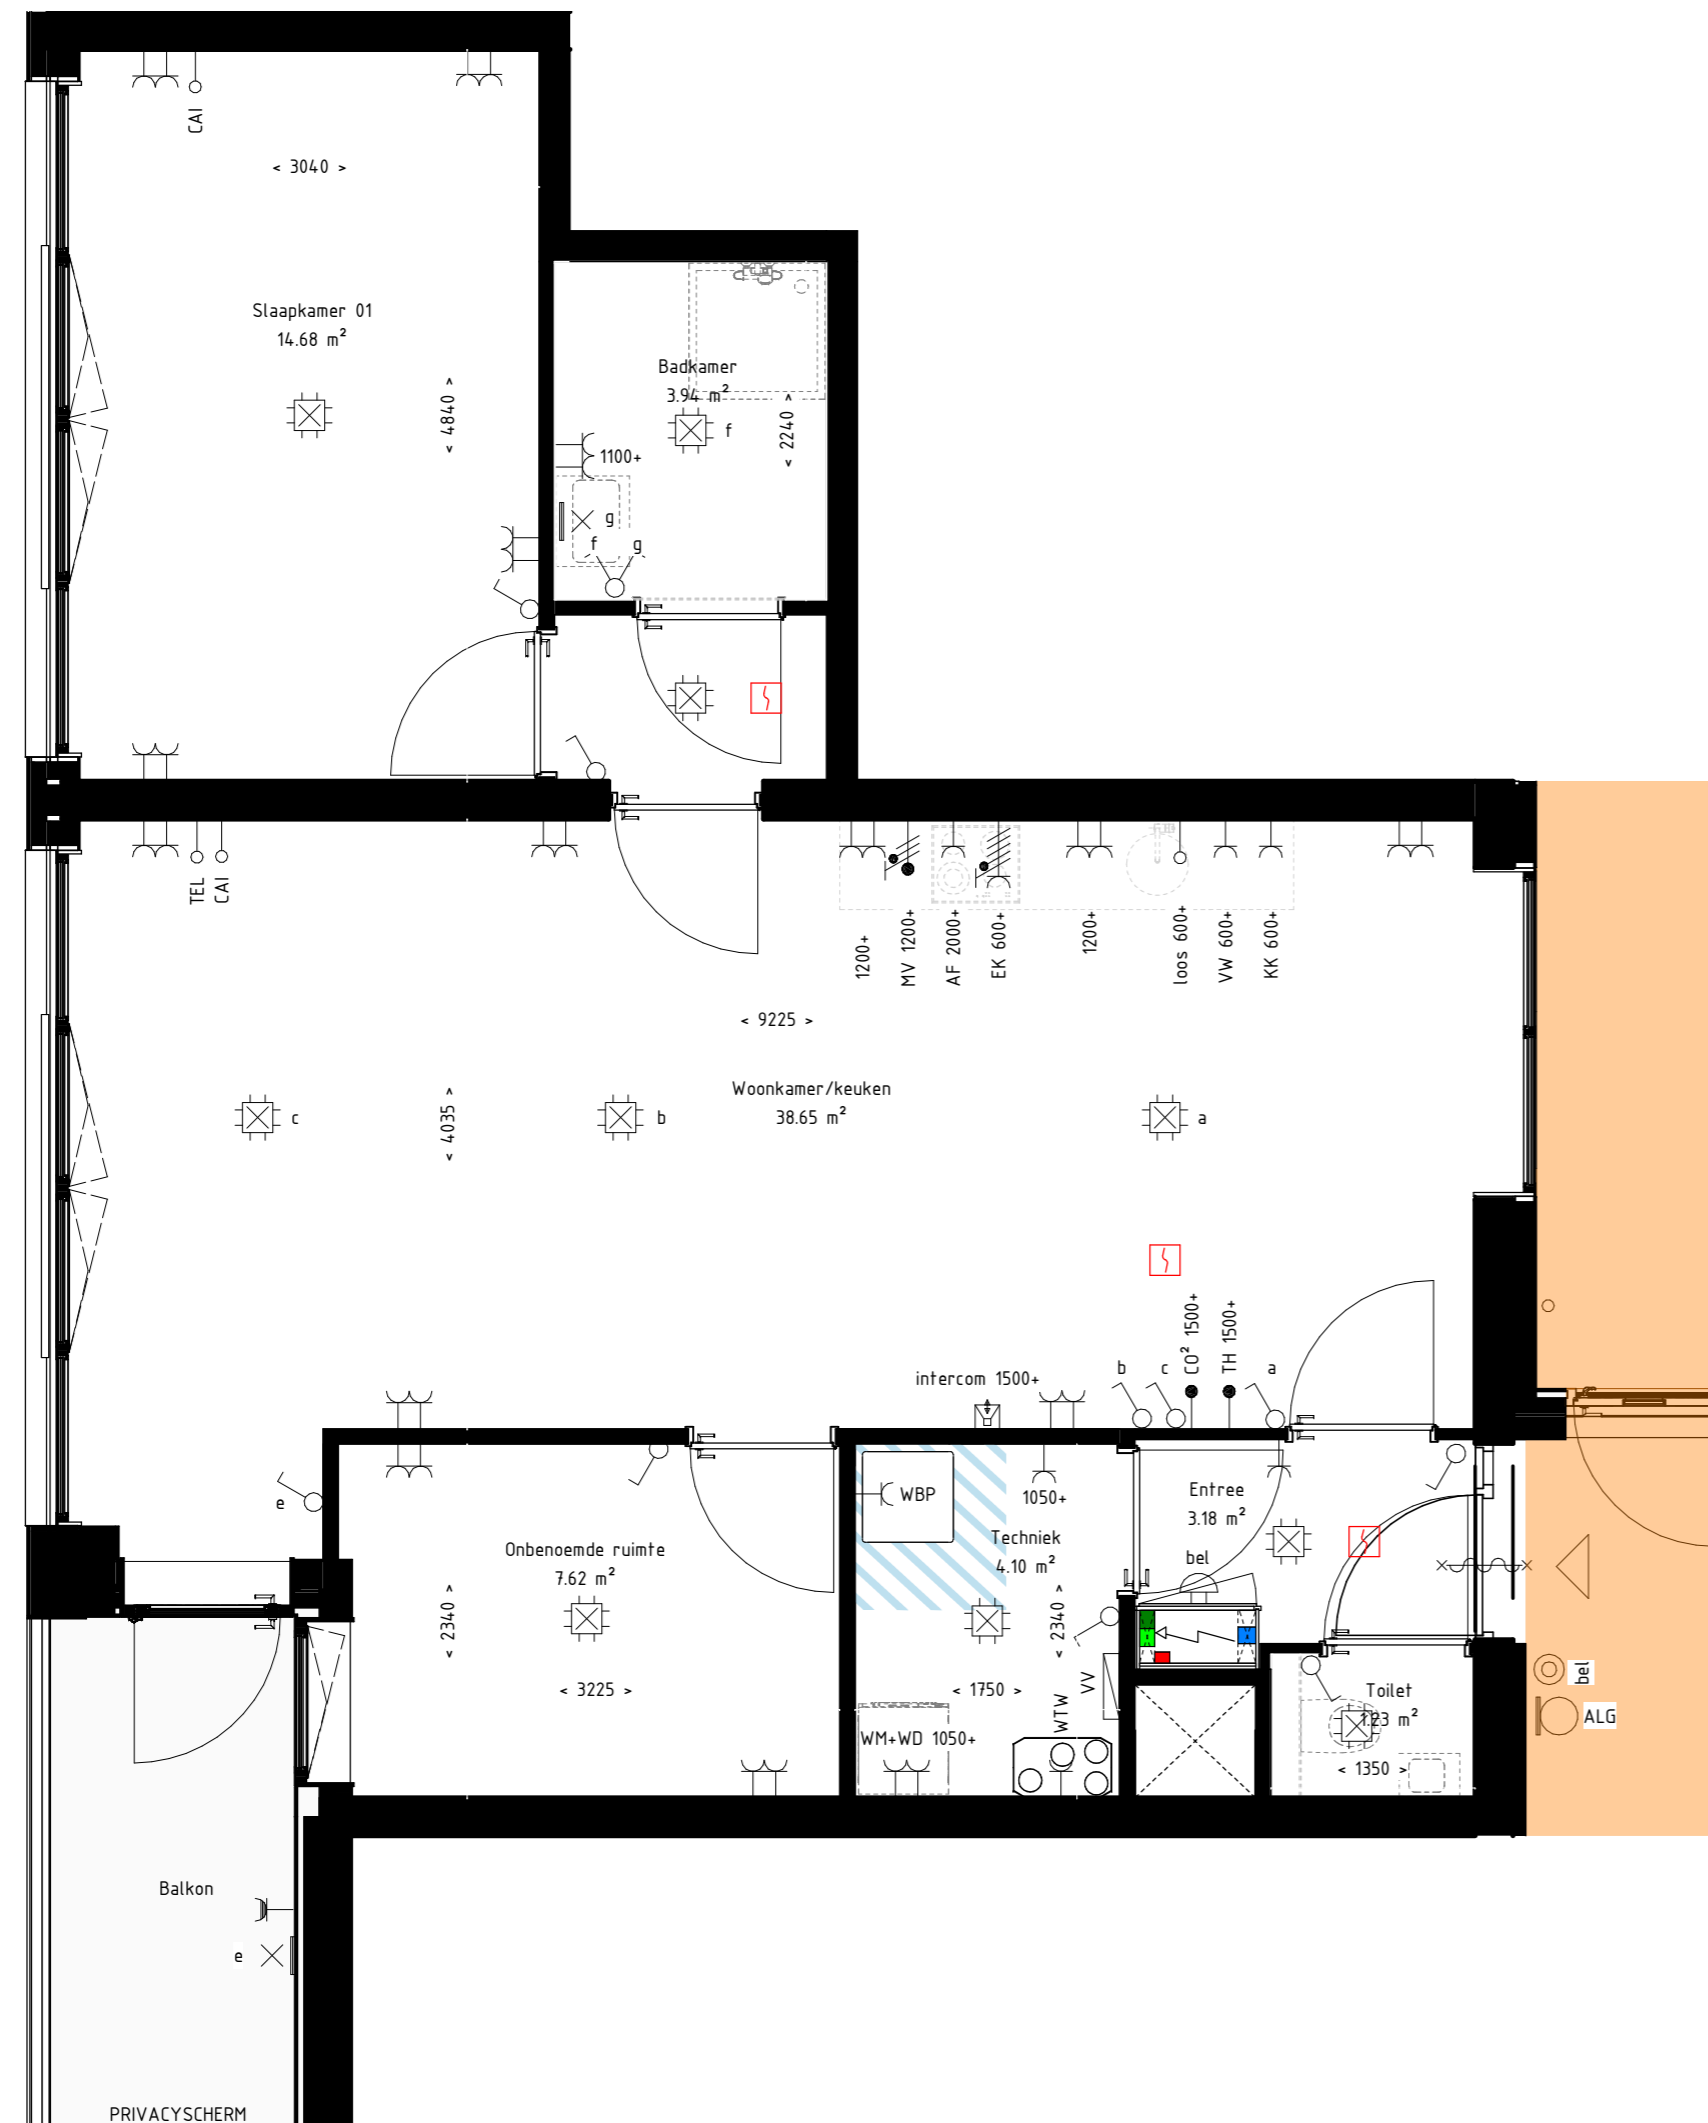 CAI
< 3040 >
Slaapkamer 01
14.68 m²
< 4840 >
Badkamer
3.94 m²
f
< 2240 >
1100+
g
f
g
TEL
CAI
1200+
MV 1200+
AF 2000+
EK 600+
1200+
loos 600+
VW 600+
KK 600+
< 9225 >
Woonkamer/keuken
38.65 m²
c
< 4035 >
b
a
intercom 1500+
b
c
CO² 1500+
TH 1500+
a
e
WBP
1050+
Entree
3.18 m²
bel
Onbenoemde ruimte
7.62 m²
Techniek
4.10 m²
< 2340 >
< 2340 >
< 3225 >
< 1750 >
VV
WTW
WM+WD 1050+
Toilet
1.23 m²
< 1350 >
bel
ALG
Balkon
e
PRIVACYSCHERM